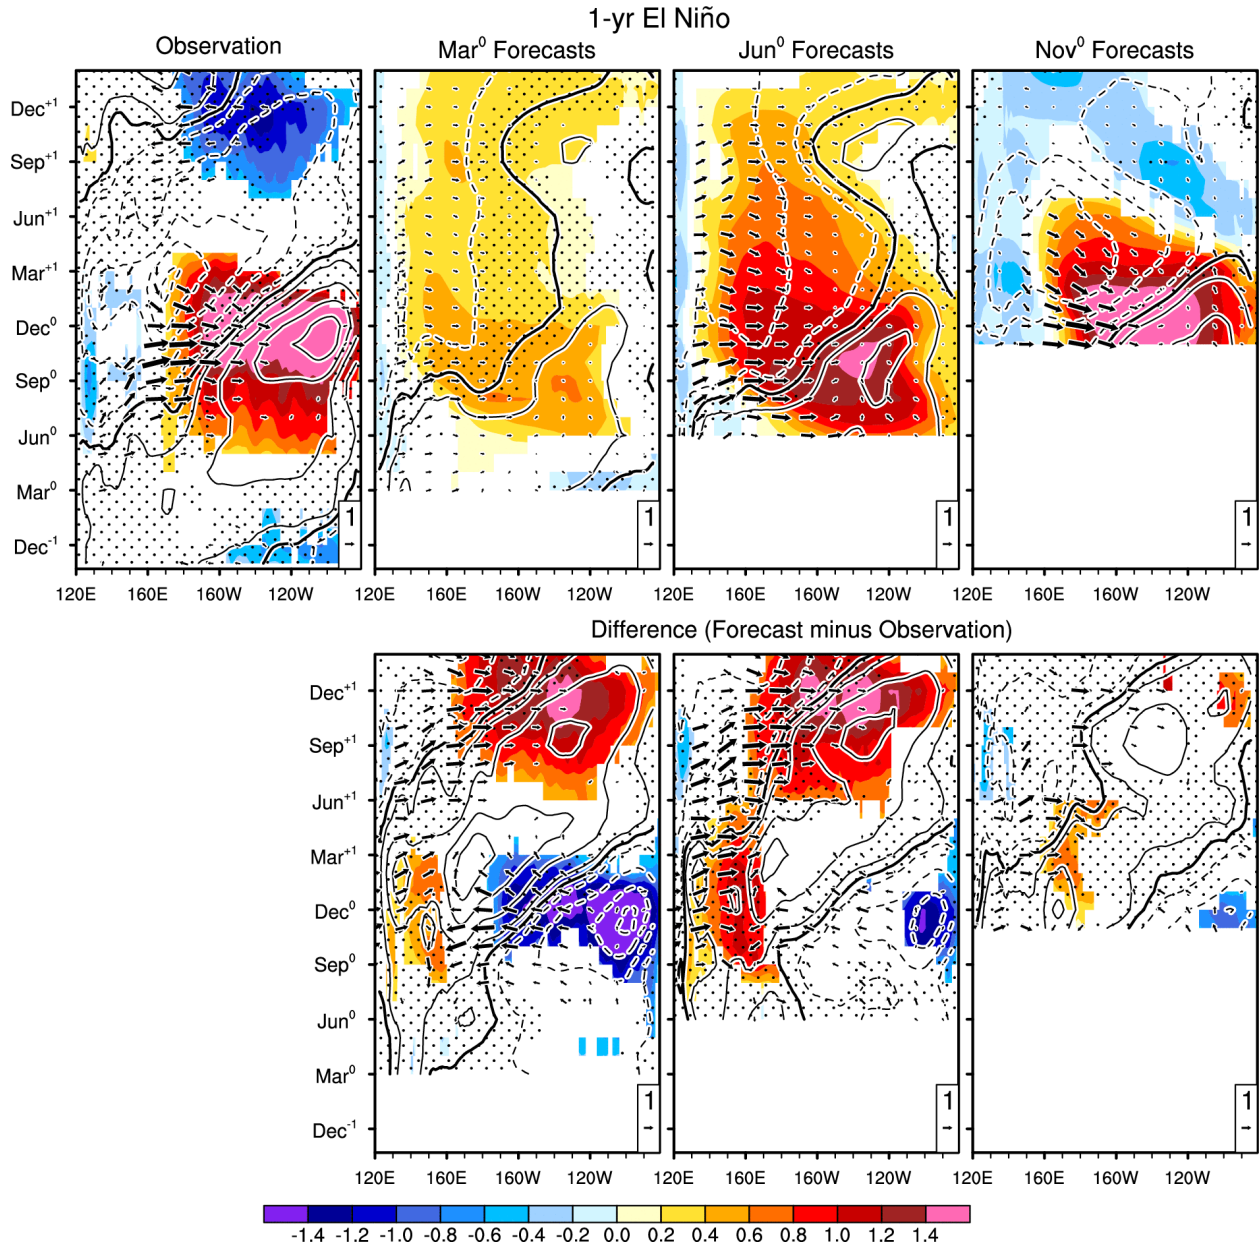 1-yr El Niño
Observation
Mar⁰ Forecasts
Jun⁰ Forecasts
Nov⁰ Forecasts
Dec⁺¹
Sep⁺¹
Jun⁺¹
Mar⁺¹
Dec⁰
Sep⁰
Jun⁰
Mar⁰
Dec⁻¹
1
1
1
1
120E 160E 160W 120W
120E 160E 160W 120W
120E 160E 160W 120W
120E 160E 160W 120W
Difference (Forecast minus Observation)
Dec⁺¹
Sep⁺¹
Jun⁺¹
Mar⁺¹
Dec⁰
Sep⁰
Jun⁰
Mar⁰
Dec⁻¹
1
1
1
120E 160E 160W 120W
120E 160E 160W 120W
120E 160E 160W 120W
-1.4 -1.2 -1.0 -0.8 -0.6 -0.4 -0.2 0.0 0.2 0.4 0.6 0.8 1.0 1.2 1.4